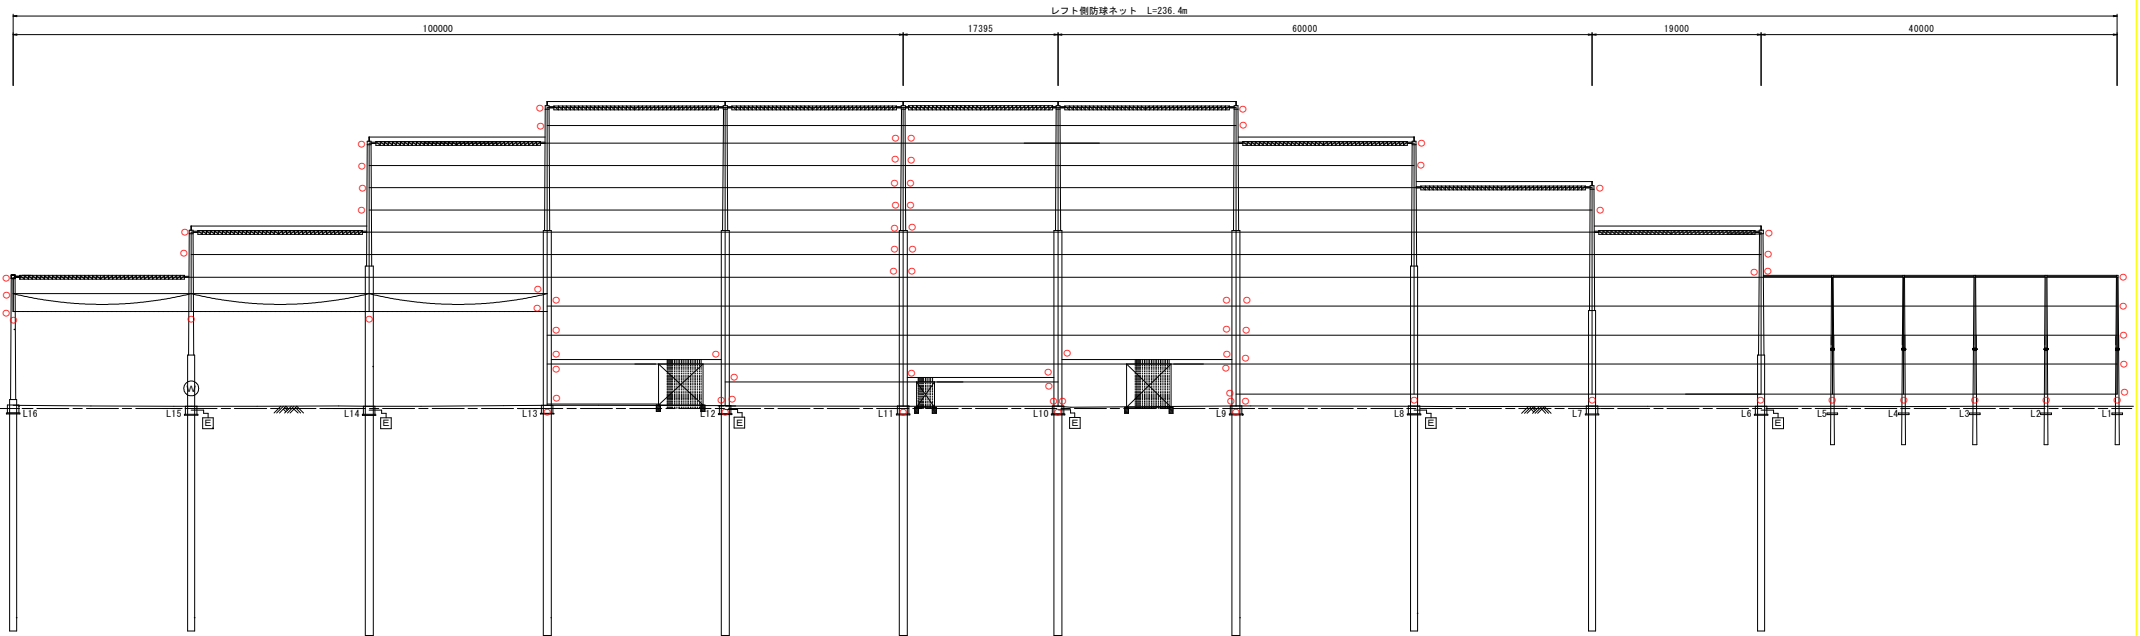 レフト側防球ネット L=236.4m
100000 17395 60000 19000 40000
W
L16 L15 L14 L13 L12 L11 L10 L9 L8 L7 L6 L5 L4 L3 L2 L1
E E E E E E